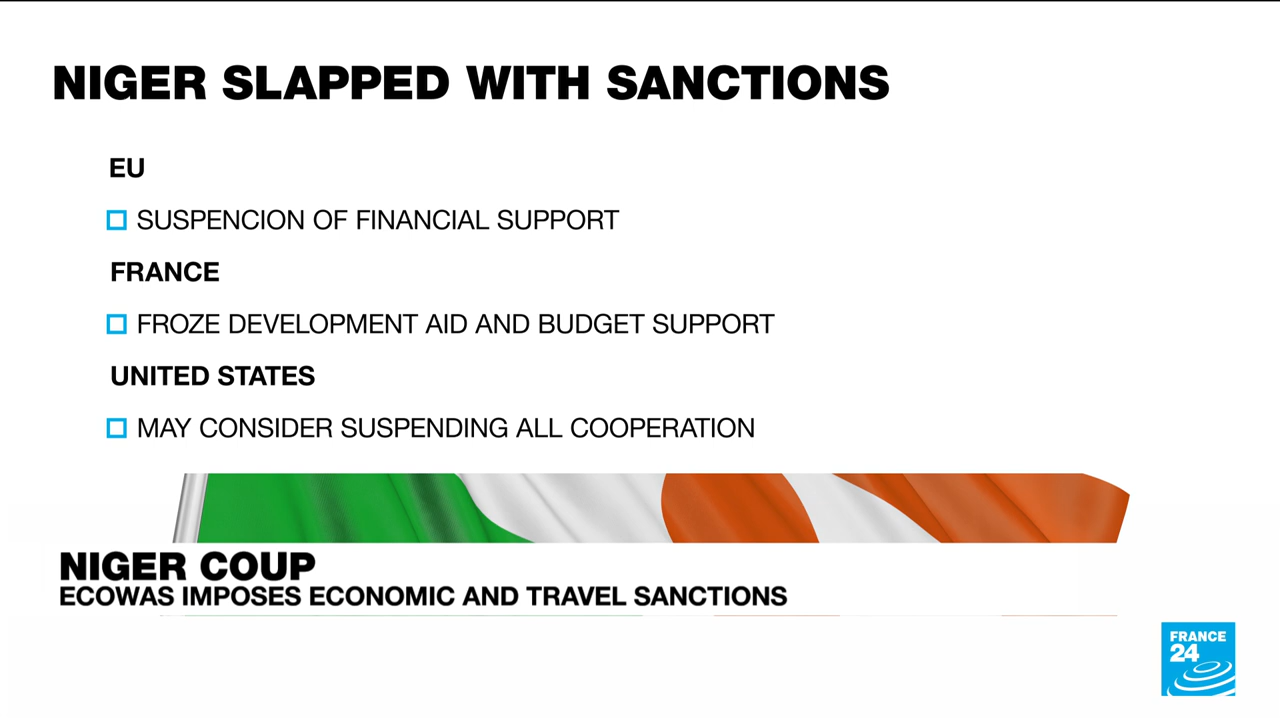 NIGER SLAPPED WITH SANCTIONS
EU
SUSPENCION OF FINANCIAL SUPPORT
FRANCE
FROZE DEVELOPMENT AID AND BUDGET SUPPORT
UNITED STATES
MAY CONSIDER SUSPENDING ALL COOPERATION
NIGER COUP
ECOWAS IMPOSES ECONOMIC AND TRAVEL SANCTIONS
FRANCE
24